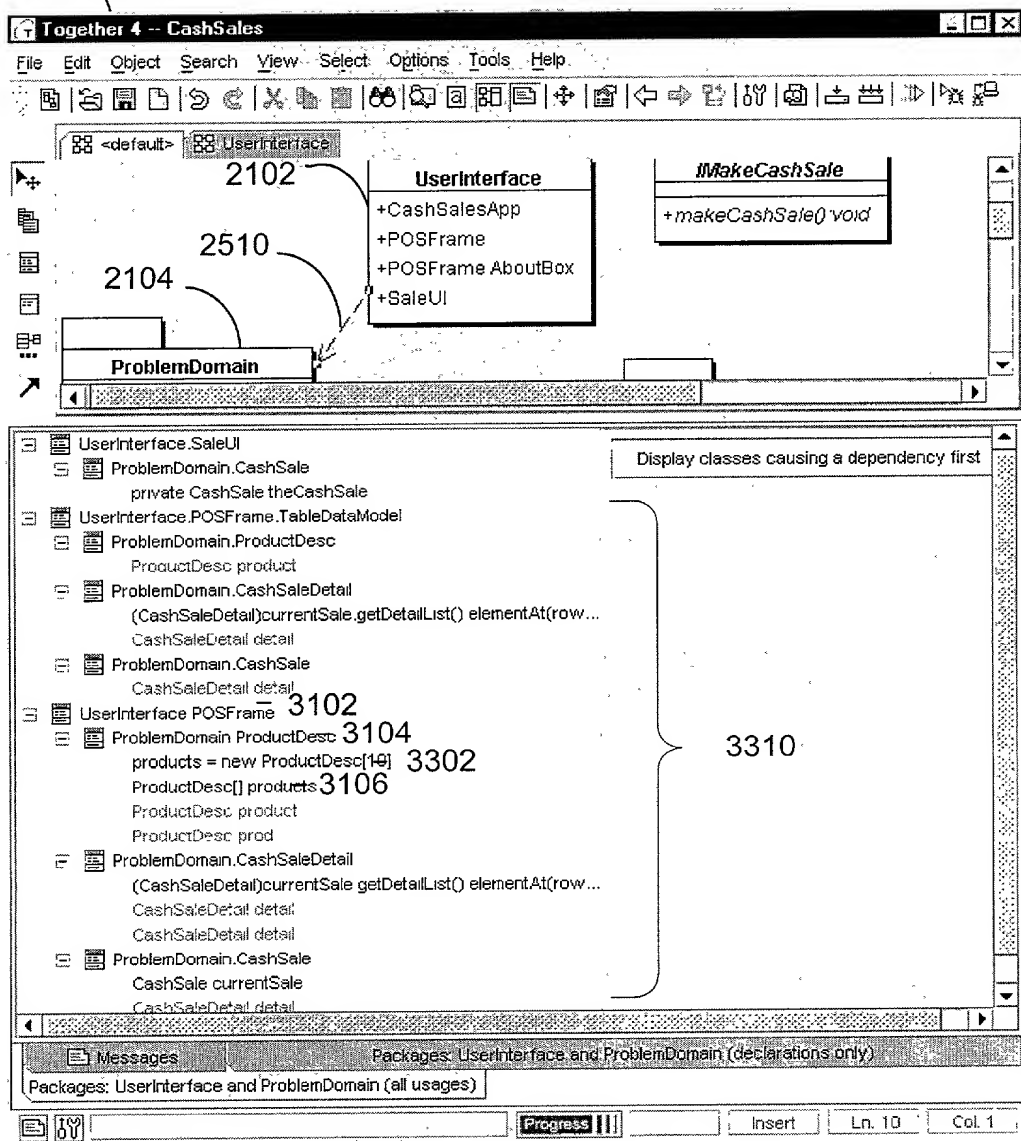 Together 4 -- CashSales
File Edit Object Search View Select Options Tools Help
<default> UserInterface
2102
UserInterface
+CashSalesApp
+POSFrame
+POSFrame AboutBox
+SaleUI
IMakeCashSale
+makeCashSale() void
2510
2104
ProblemDomain
UserInterface.SaleUI
Display classes causing a dependency first
ProblemDomain.CashSale
private CashSale theCashSale
UserInterface.POSFrame.TableDataModel
ProblemDomain.ProductDesc
ProductDesc product
ProblemDomain.CashSaleDetail
(CashSaleDetail)currentSale.getDetailList() elementAt(row...
CashSaleDetail detail
ProblemDomain.CashSale
CashSaleDetail detail
UserInterface POSFrame 3102
ProblemDomain ProductDesc 3104
products = new ProductDesc[10] 3302
3310
ProductDesc[] products 3106
ProductDesc product
ProductDesc prod
ProblemDomain.CashSaleDetail
(CashSaleDetail)currentSale getDetailList() elementAt(row...
CashSaleDetail detail
CashSaleDetail detail
ProblemDomain.CashSale
CashSale currentSale
CashSaleDetail detail
Messages Packages: UserInterface and ProblemDomain (declarations only)
Packages: UserInterface and ProblemDomain (all usages)
Progress Insert Ln. 10 Col. 1